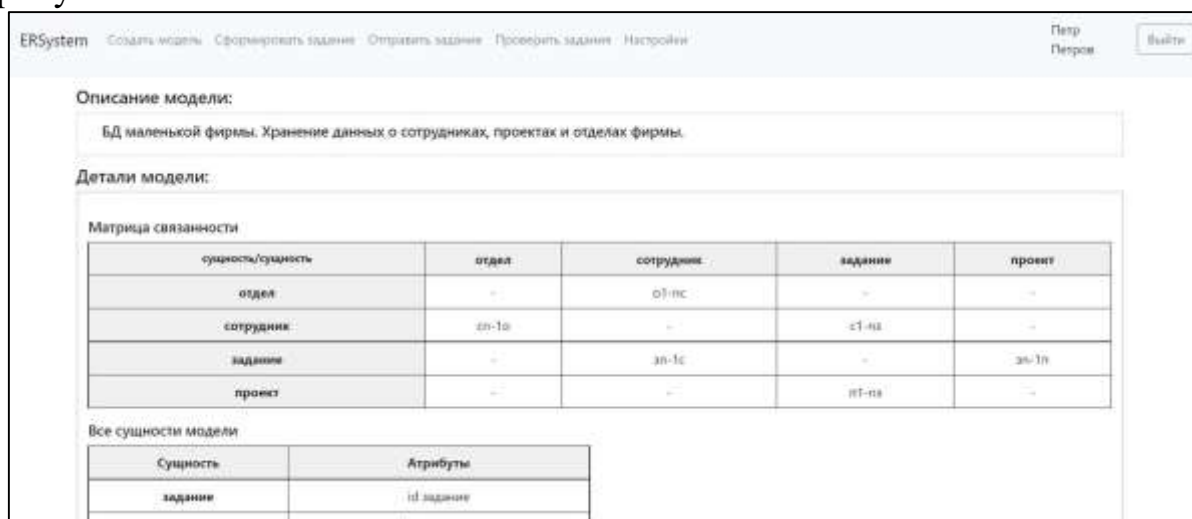 ERSystem Создать модель Сформировать задание Отправить задание Проверить задания Настройки Петр Петров Выйти
Описание модели:
БД маленькой фирмы. Хранение данных о сотрудниках, проектах и отделах фирмы.
Детали модели:
Матрица связанности
сущность/сущность отдел сотрудник задание проект
отдел - о1-nс - -
сотрудник сn-1о - с1-nз -
задание - зn-1с - зn-1п
проект - - п1-nз -
Все сущности модели
Сущность Атрибуты
задание id задание